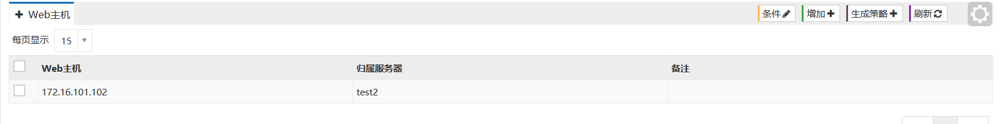 Web主机 条件 增加 生成策略 刷新
每页显示 15
Web主机 归属服务器 备注
172.16.101.102 test2